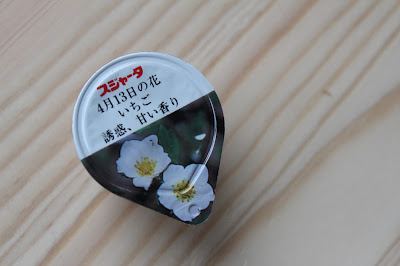 スジャータ
4月13日の花
いちご
誘惑、甘い香り